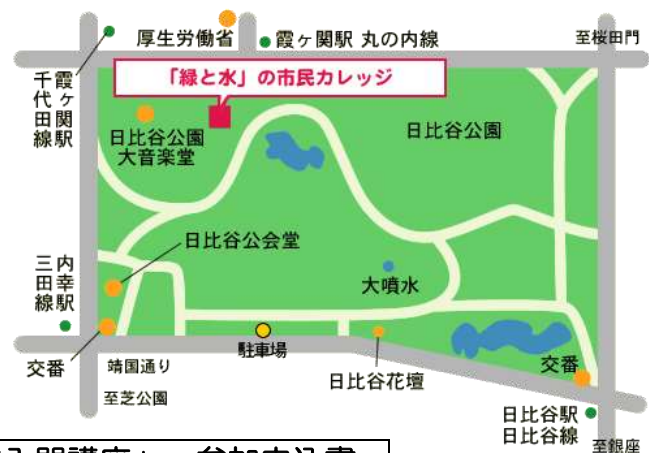 厚生労働省
霞ヶ関駅 丸の内線
至桜田門
霞ヶ関駅
千代田線
「緑と水」の市民カレッジ
日比谷公園
大音楽堂
日比谷公園
日比谷公会堂
内幸駅
三田線
大噴水
交番
靖国通り
至芝公園
駐車場
日比谷花壇
交番
日比谷駅
日比谷線
至銀座
参加申込書